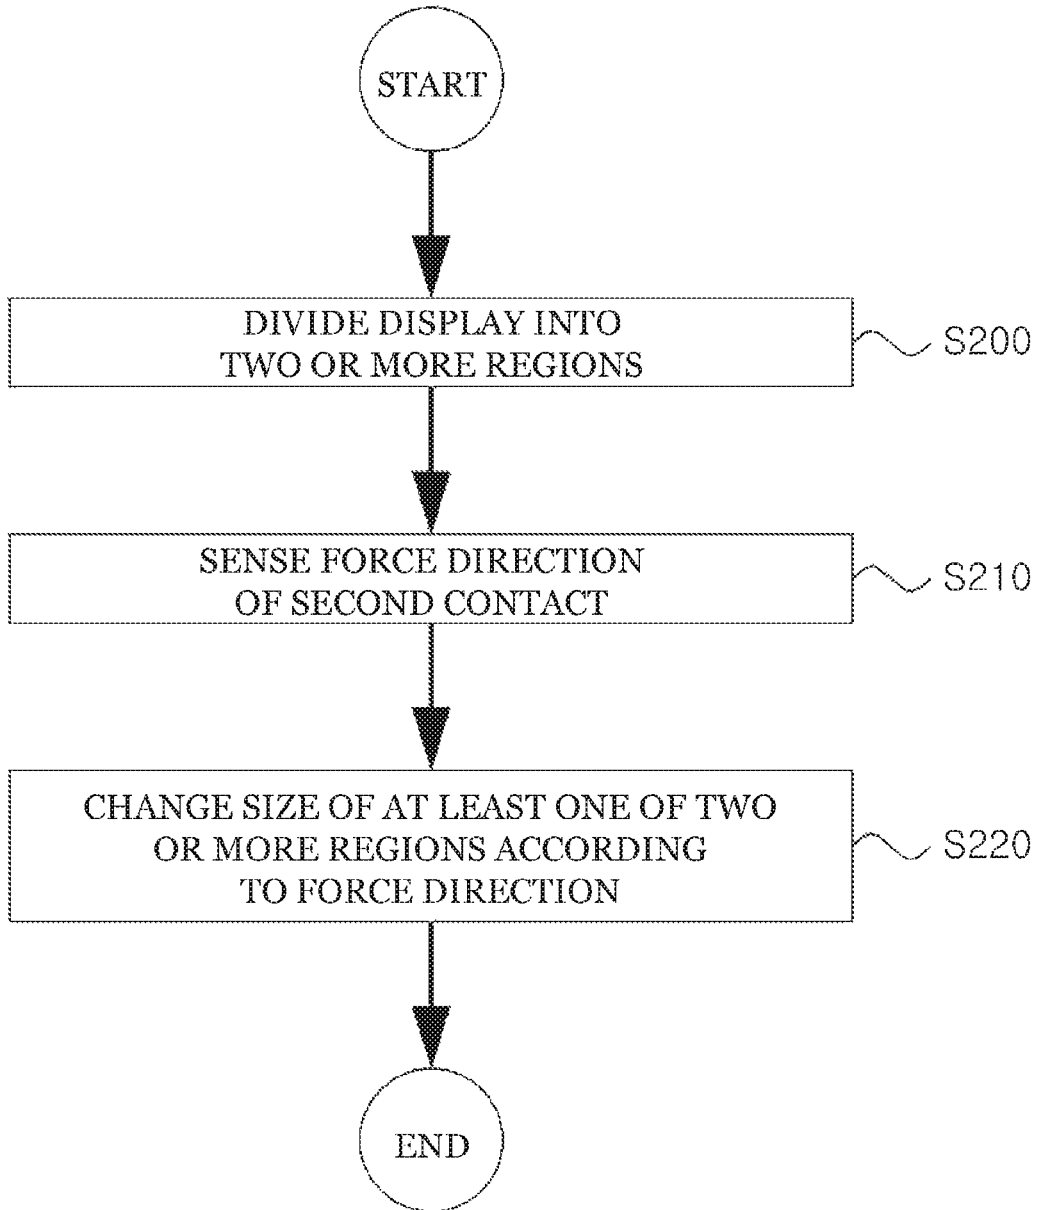 START
DIVIDE DISPLAY INTO
TWO OR MORE REGIONS
S200
SENSE FORCE DIRECTION
OF SECOND CONTACT
S210
CHANGE SIZE OF AT LEAST ONE OF TWO
OR MORE REGIONS ACCORDING
TO FORCE DIRECTION
S220
END